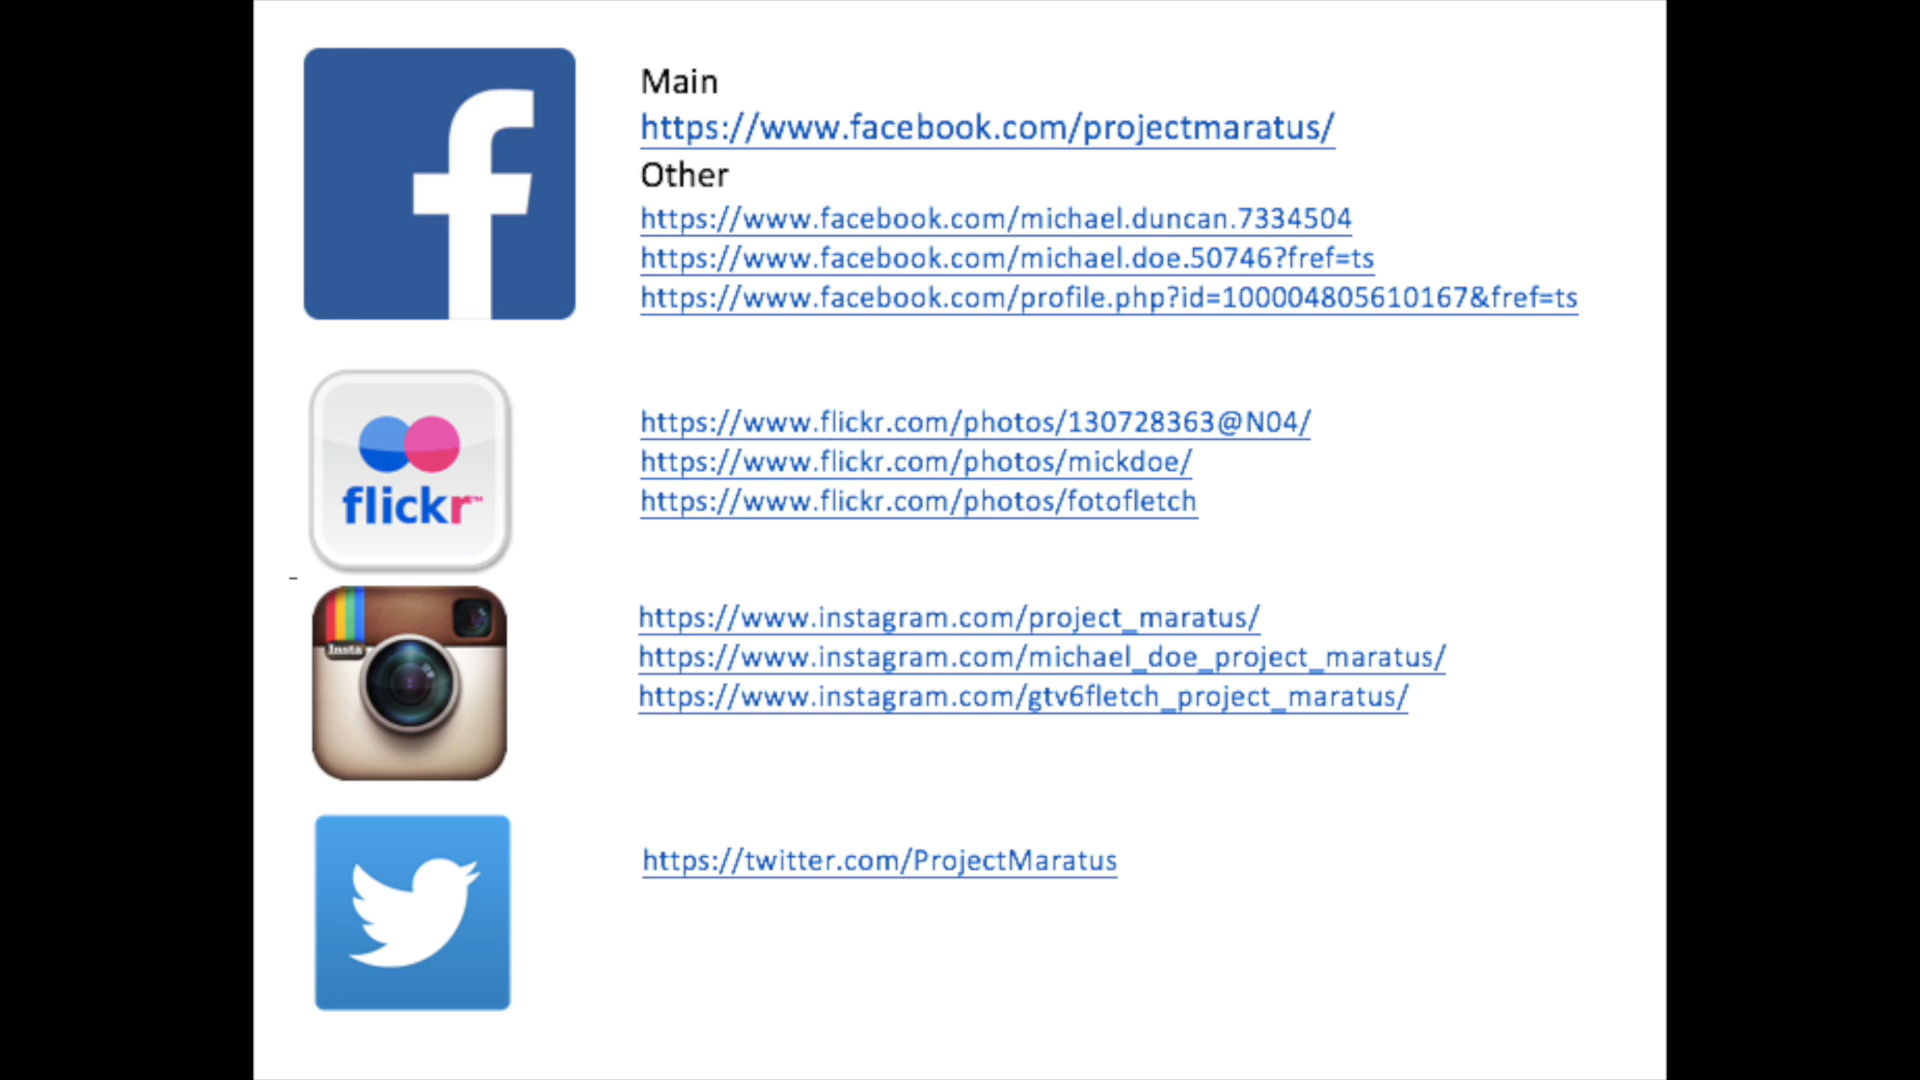 Main
https://www.facebook.com/projectmaratus/
Other
https://www.facebook.com/michael.duncan.7334504
https://www.facebook.com/michael.doe.50746?fref=ts
https://www.facebook.com/profile.php?id=100004805610167&fref=ts
flickr™
https://www.flickr.com/photos/130728363@N04/
https://www.flickr.com/photos/mickdoe/
https://www.flickr.com/photos/fotofletch
Insta
https://www.instagram.com/project_maratus/
https://www.instagram.com/michael_doe_project_maratus/
https://www.instagram.com/gtv6fletch_project_maratus/
https://twitter.com/ProjectMaratus